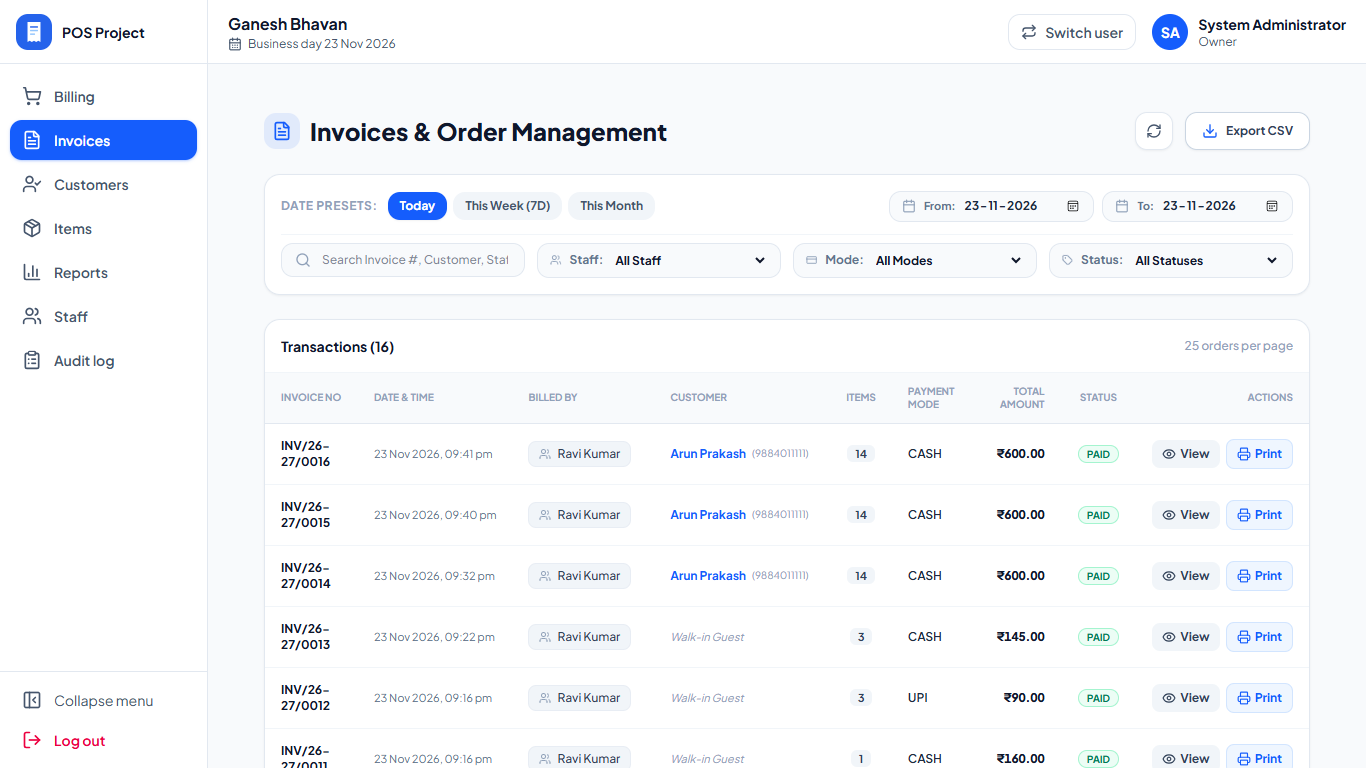 POS Project
Ganesh Bhavan
Business day 23 Nov 2026
Switch user
SA
System Administrator
Owner
Billing
Invoices
Customers
Items
Reports
Staff
Audit log
Collapse menu
Log out
Invoices & Order Management
Export CSV
DATE PRESETS: Today This Week (7D) This Month
From: 23-11-2026 To: 23-11-2026
Search Invoice #, Customer, Staf
Staff: All Staff
Mode: All Modes
Status: All Statuses
Transactions (16)
25 orders per page
INVOICE NO DATE & TIME BILLED BY CUSTOMER ITEMS PAYMENT MODE TOTAL AMOUNT STATUS ACTIONS
INV/26-27/0016 23 Nov 2026, 09:41 pm Ravi Kumar Arun Prakash (9884011111) 14 CASH ₹600.00 PAID View Print
INV/26-27/0015 23 Nov 2026, 09:40 pm Ravi Kumar Arun Prakash (9884011111) 14 CASH ₹600.00 PAID View Print
INV/26-27/0014 23 Nov 2026, 09:32 pm Ravi Kumar Arun Prakash (9884011111) 14 CASH ₹600.00 PAID View Print
INV/26-27/0013 23 Nov 2026, 09:22 pm Ravi Kumar Walk-in Guest 3 CASH ₹145.00 PAID View Print
INV/26-27/0012 23 Nov 2026, 09:16 pm Ravi Kumar Walk-in Guest 3 UPI ₹90.00 PAID View Print
INV/26-27/0011 23 Nov 2026, 09:16 pm Ravi Kumar Walk-in Guest 1 CASH ₹160.00 PAID View Print